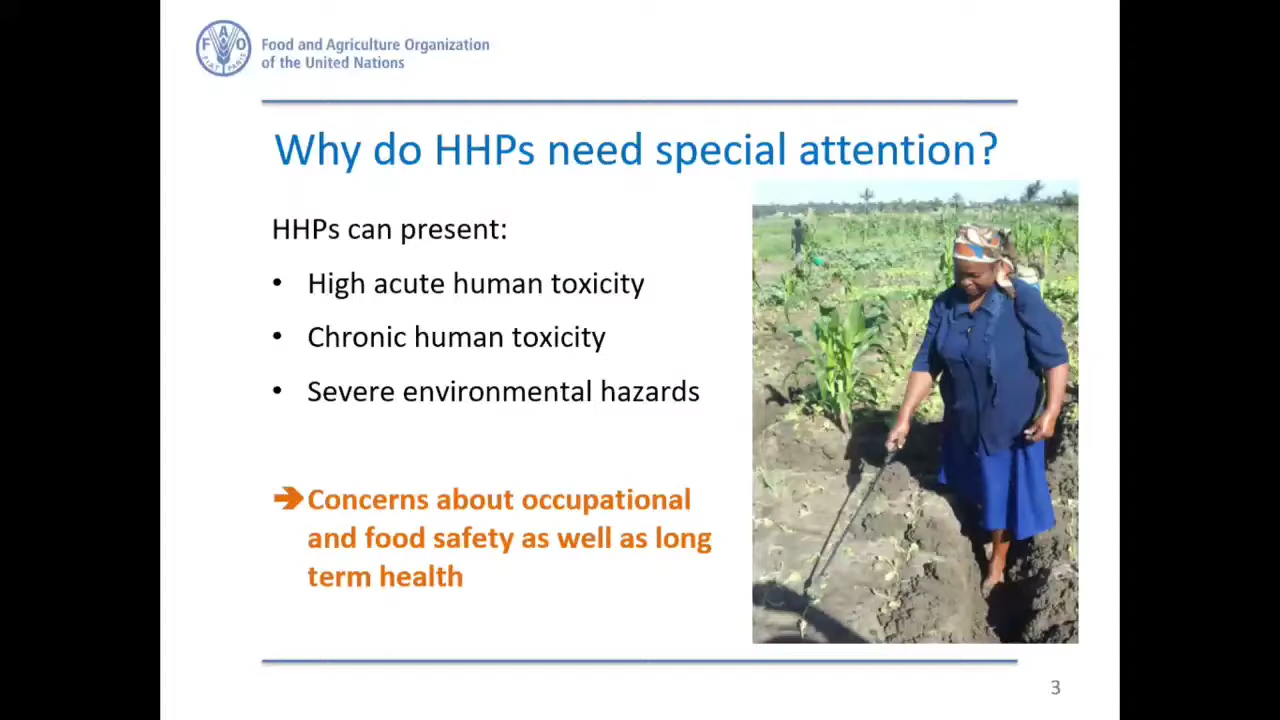 Food and Agriculture Organization
of the United Nations
Why do HHPs need special attention?
HHPs can present:
• High acute human toxicity
• Chronic human toxicity
• Severe environmental hazards
➔ Concerns about occupational
and food safety as well as long
term health
3